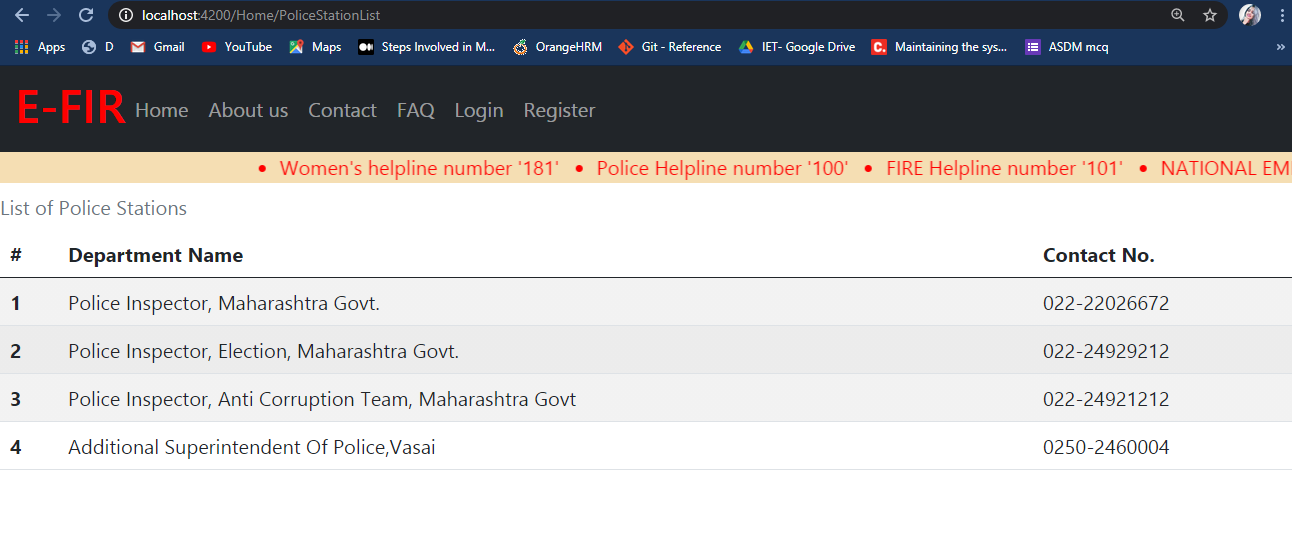 localhost:4200/Home/PoliceStationList
Apps D Gmail YouTube Maps Steps Involved in M... OrangeHRM Git - Reference IET- Google Drive C. Maintaining the sys... ASDM mcq »
E-FIR Home About us Contact FAQ Login Register
• Women's helpline number '181' • Police Helpline number '100' • FIRE Helpline number '101' • NATIONAL
List of Police Stations
# Department Name Contact No.
1 Police Inspector, Maharashtra Govt. 022-22026672
2 Police Inspector, Election, Maharashtra Govt. 022-24929212
3 Police Inspector, Anti Corruption Team, Maharashtra Govt 022-24921212
4 Additional Superintendent Of Police,Vasai 0250-2460004